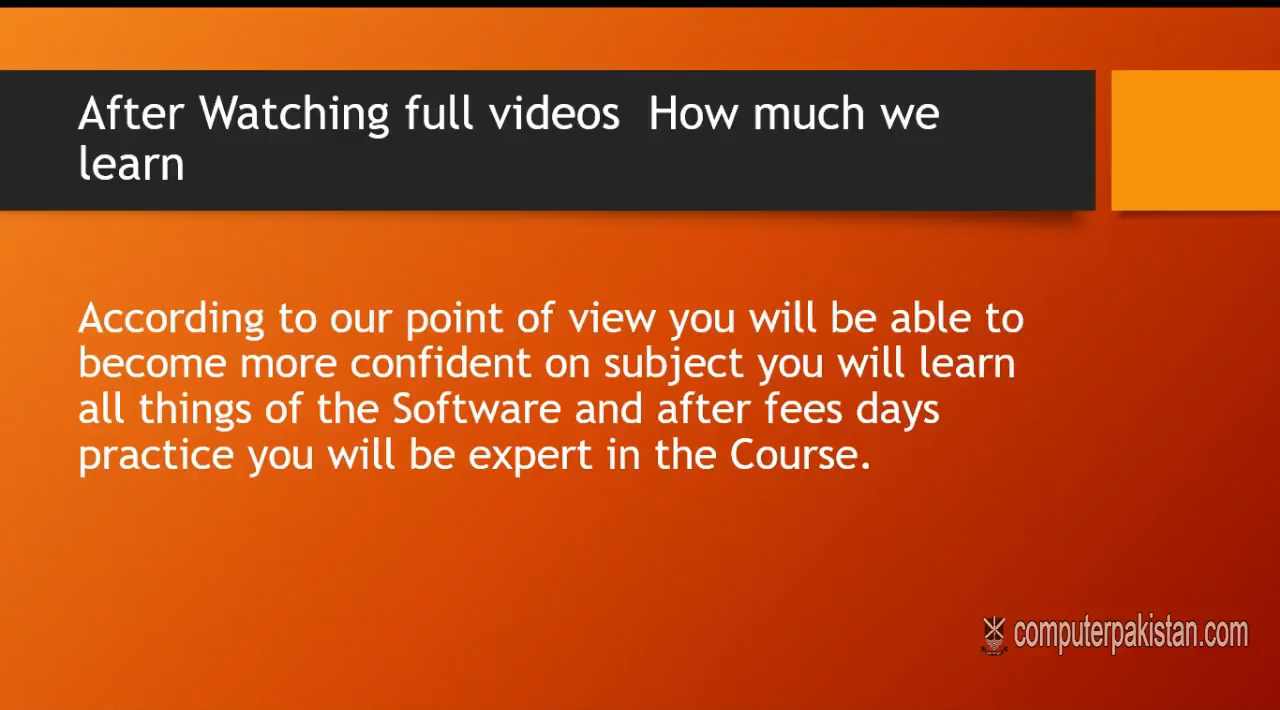 After Watching full videos  How much we
learn
According to our point of view you will be able to
become more confident on subject you will learn
all things of the Software and after fees days
practice you will be expert in the Course.
computerpakistan.com